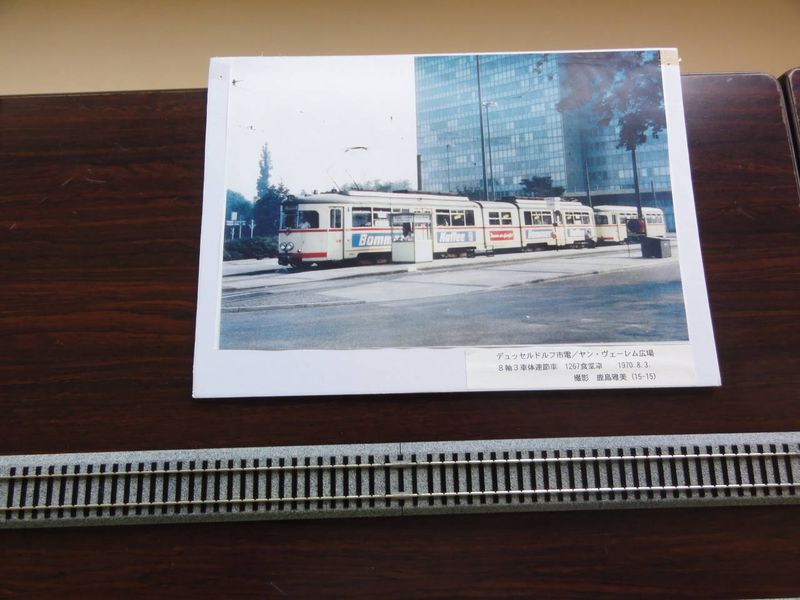 Bomm
Kaffee
デュッセルドルフ市電／ヤン・ヴェーレム広場
8軸3車体連節車 1267食堂車 1970.8.3.
撮影 鹿島雅美 (15-15)